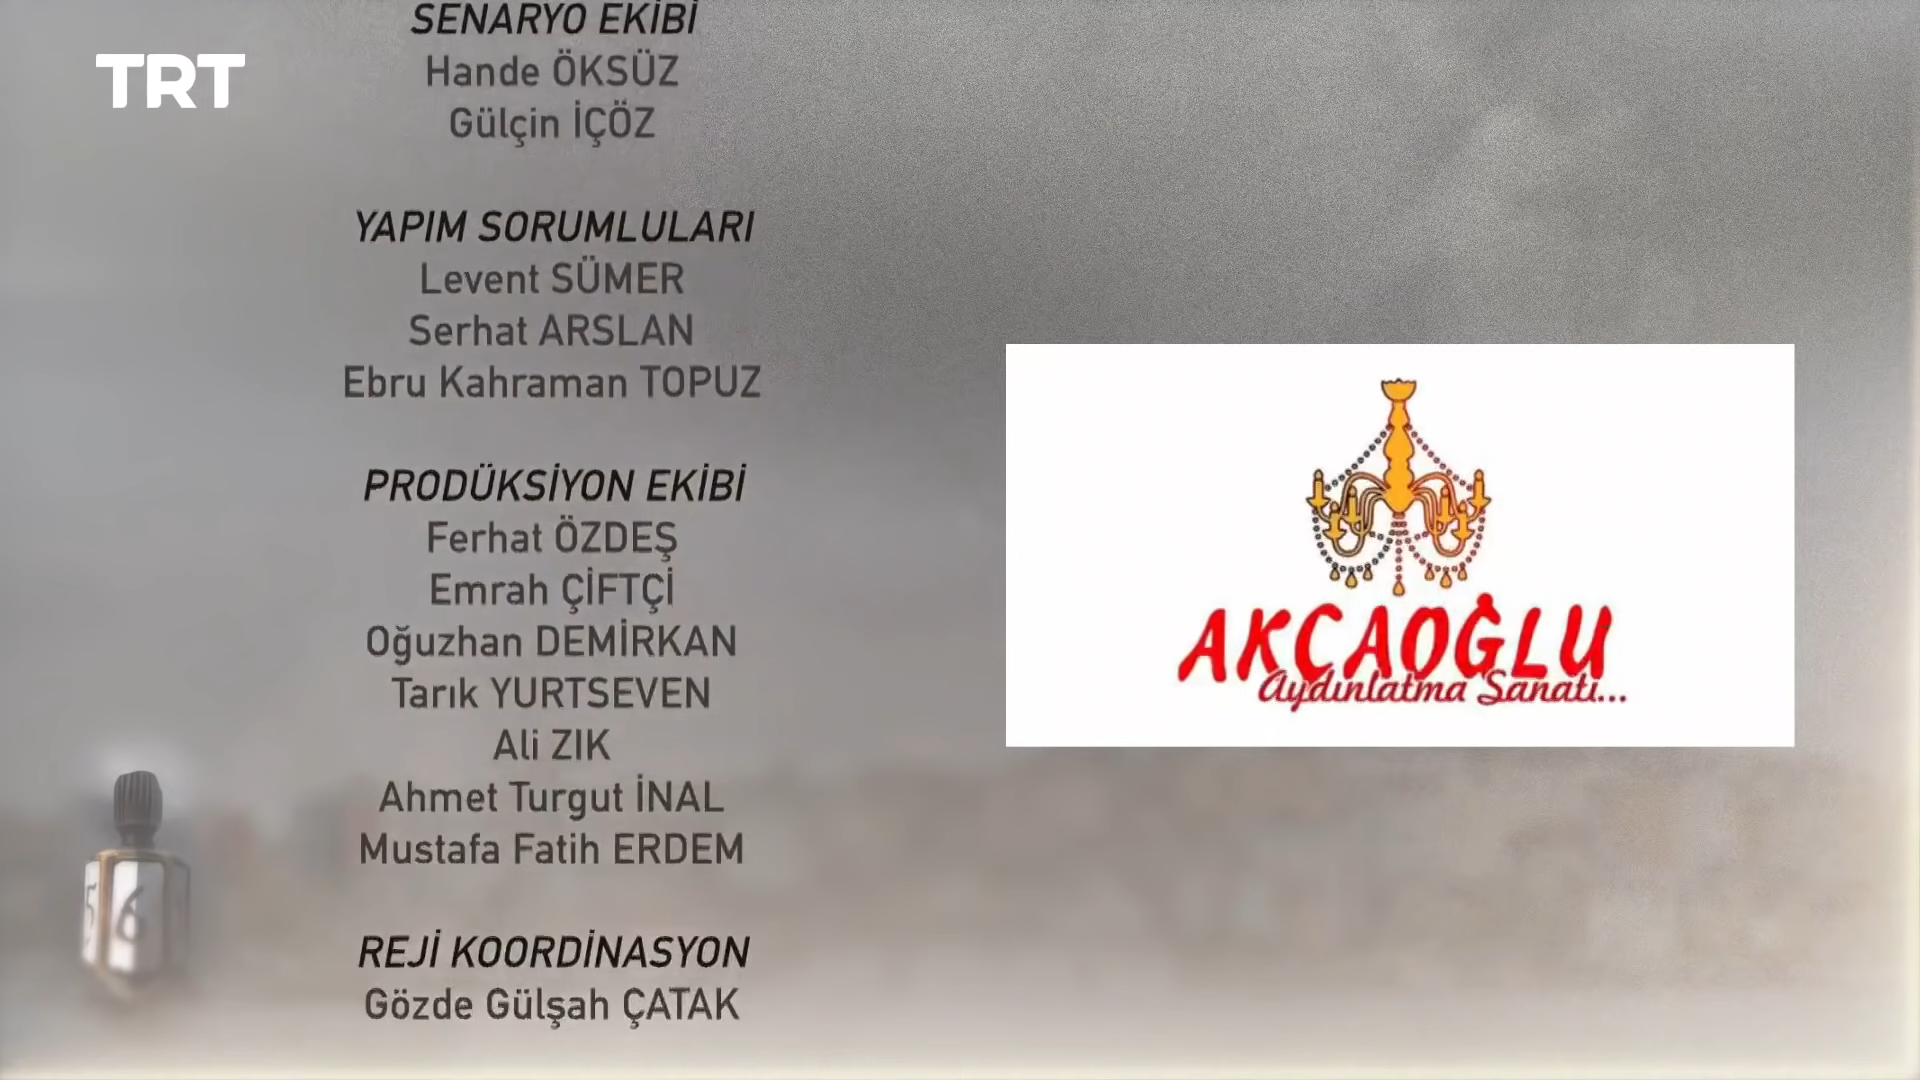 TRT
SENARYO EKİBİ
Hande ÖKSÜZ
Gülçin İÇÖZ
YAPIM SORUMLULARI
Levent SÜMER
Serhat ARSLAN
Ebru Kahraman TOPUZ
PRODÜKSİYON EKİBİ
Ferhat ÖZDEŞ
Emrah ÇİFTÇİ
Oğuzhan DEMİRKAN
Tarık YURTSEVEN
Ali ZIK
Ahmet Turgut İNAL
Mustafa Fatih ERDEM
REJİ KOORDİNASYON
Gözde Gülşah ÇATAK
AKÇAOĞLU
Aydınlatma Sanatı...
5 6